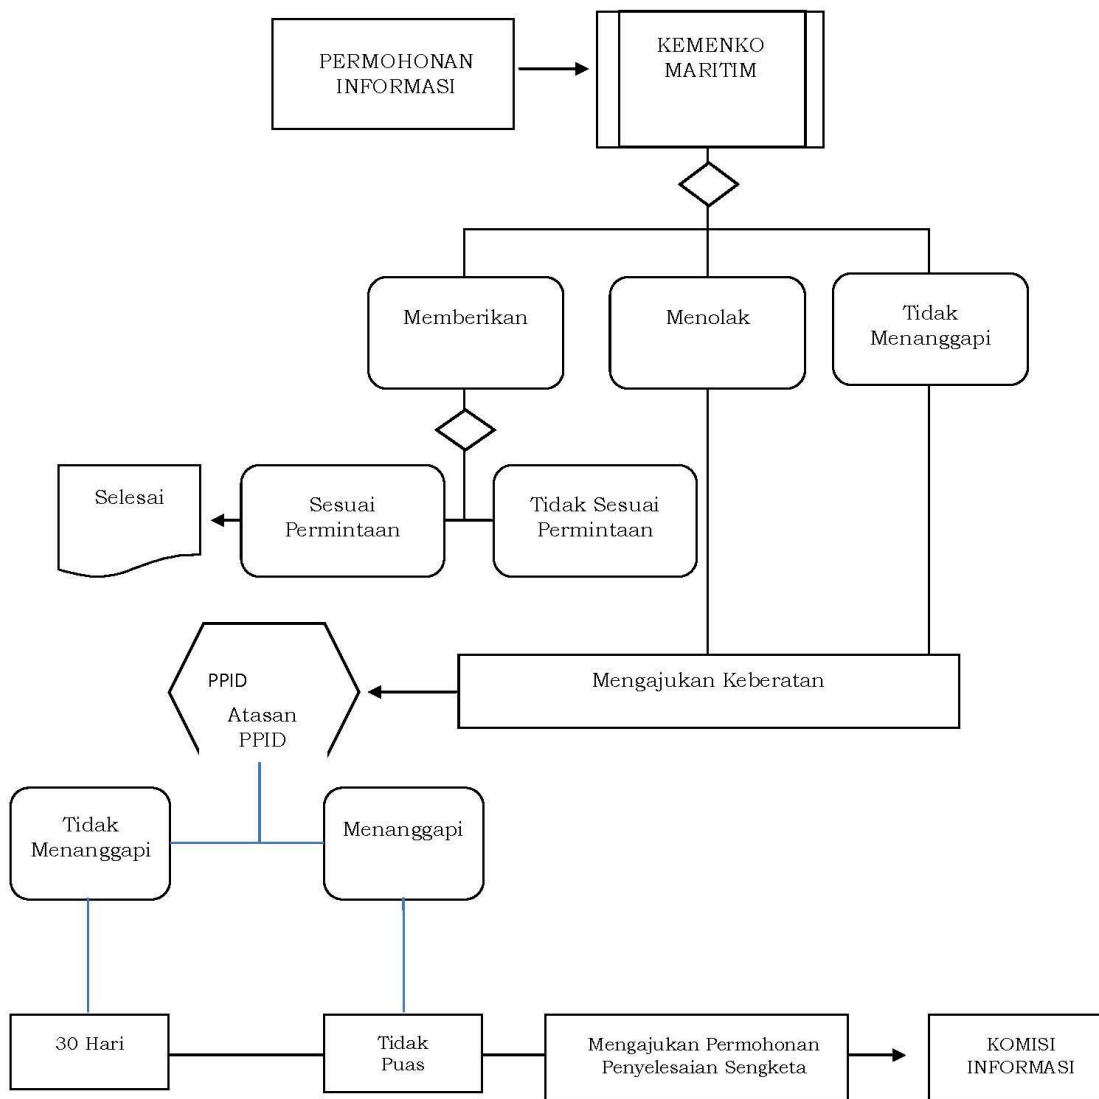 PERMOHONAN
INFORMASI
KEMENKO
MARITIM
Memberikan
Menolak
Tidak
Menanggapi
Selesai
Sesuai
Permintaan
Tidak Sesuai
Permintaan
Mengajukan Keberatan
PPID
Atasan
PPID
Tidak
Menanggapi
Menanggapi
30 Hari
Tidak
Puas
Mengajukan Permohonan
Penyelesaian Sengketa
KOMISI
INFORMASI